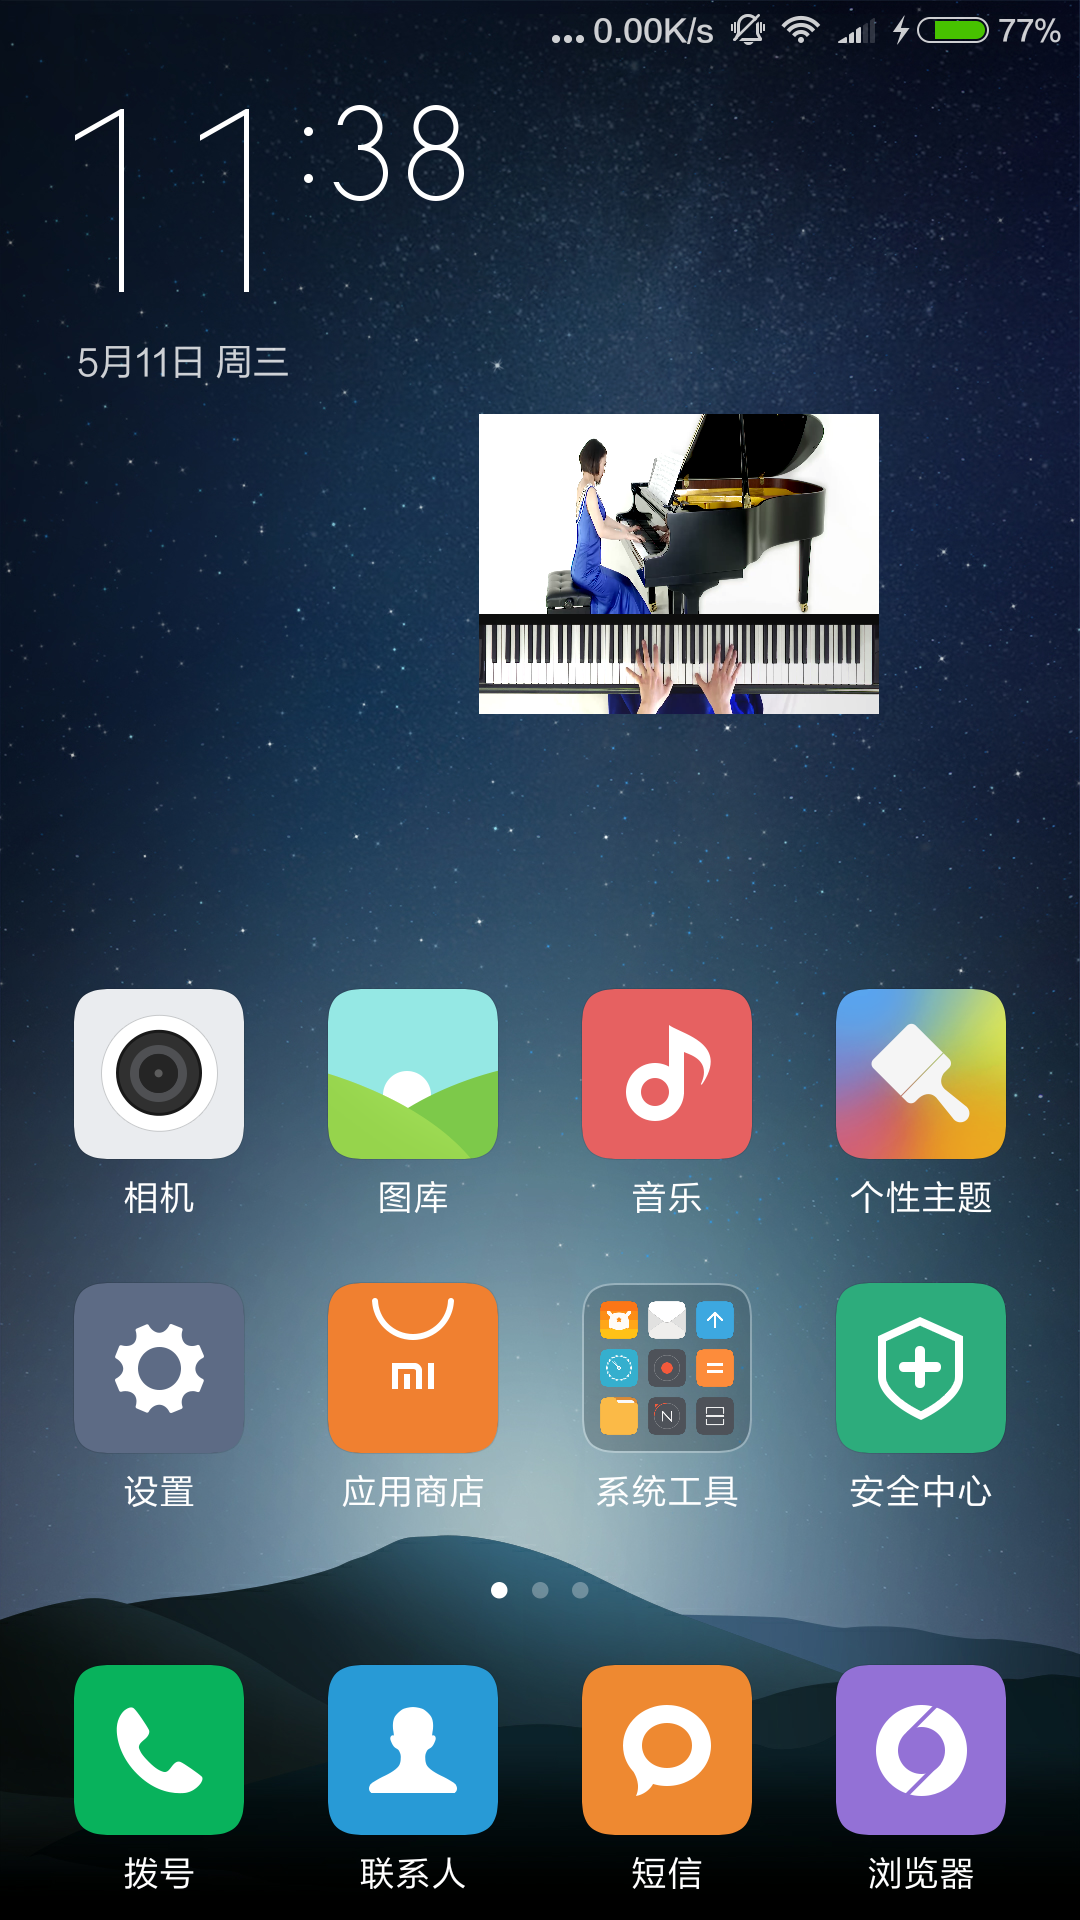 ... 0.00K/s 77%
11:38
5月11日 周三
相机 图库 音乐 个性主题
mi
N
设置 应用商店 系统工具 安全中心
拨号 联系人 短信 浏览器